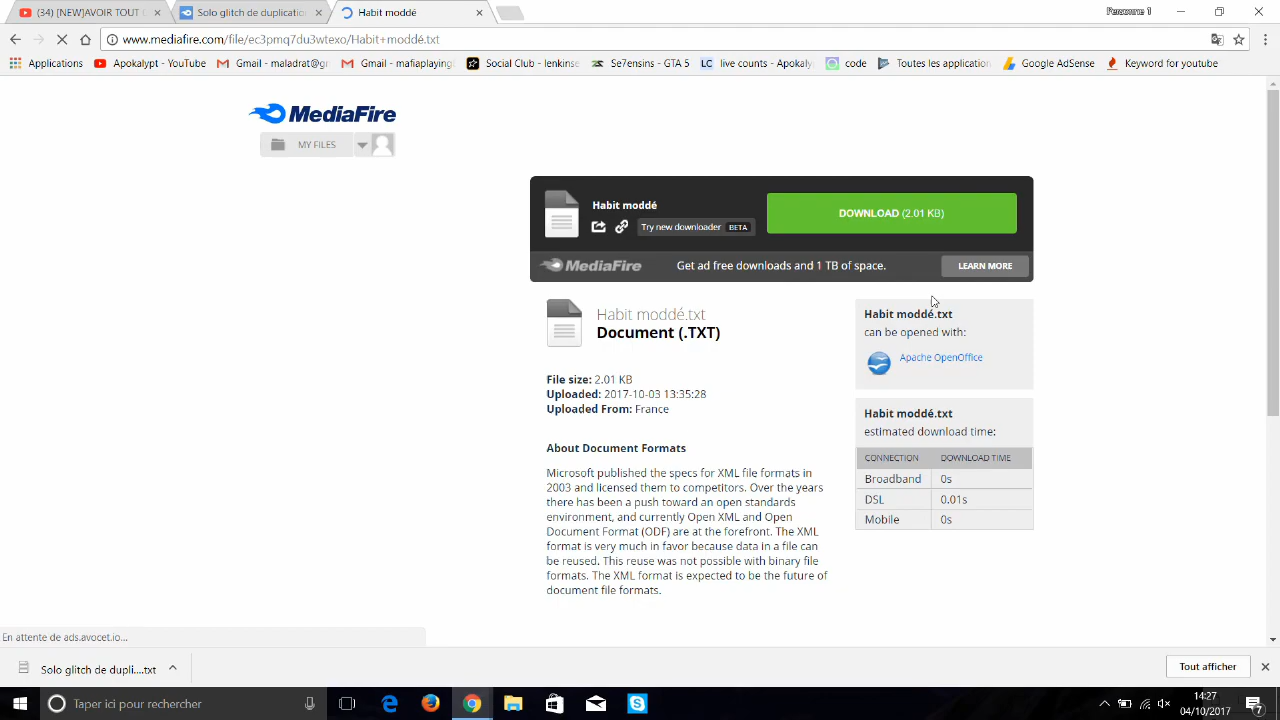 (34) [NEW]AVOIR TOUT D
Solo glitch de duplicatio
Habit moddé
Personne 1
www.mediafire.com/file/ec3pmq7du3wtexo/Habit+moddé.txt
Applications
Apocalypt - YouTube
Gmail - maladrat@gr
Gmail - mafiaplaying
Social Club - lenkinse
Se7ensins - GTA 5
live counts - Apokaly
code
Toutes les application
Google AdSense
Keyword for youtube
MediaFire
MY FILES
Habit moddé
Try new downloader BETA
DOWNLOAD (2.01 KB)
MediaFire
Get ad free downloads and 1 TB of space.
LEARN MORE
Habit moddé.txt
Document (.TXT)
File size: 2.01 KB
Uploaded: 2017-10-03 13:35:28
Uploaded From: France
About Document Formats
Microsoft published the specs for XML file formats in
2003 and licensed them to competitors. Over the years
there has been a push toward an open standards
environment, and currently Open XML and Open
Document Format (ODF) are at the forefront. The XML
format is very much in favor because data in a file can
be reused. This reuse was not possible with binary file
formats. The XML format is expected to be the future of
document file formats.
Habit moddé.txt
can be opened with:
Apache OpenOffice
Habit moddé.txt
estimated download time:
CONNECTION DOWNLOAD TIME
Broadband 0s
DSL 0.01s
Mobile 0s
En attente de ads.avocet.io...
Solo glitch de dupli....txt
Tout afficher
Taper ici pour rechercher
14:27
04/10/2017
7